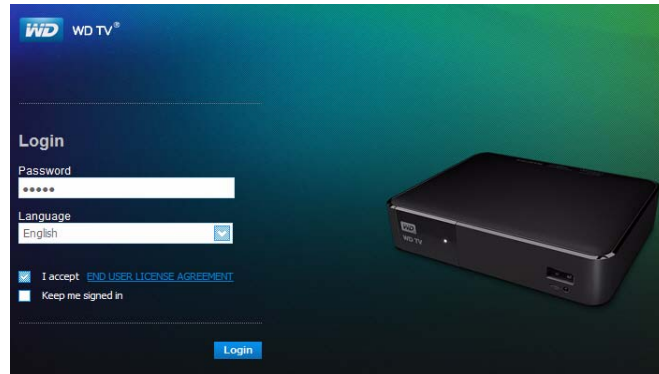 WD WD TV®
Login
Password
•••••
Language
English
I accept END USER LICENSE AGREEMENT
Keep me signed in
Login
WD
WD TV